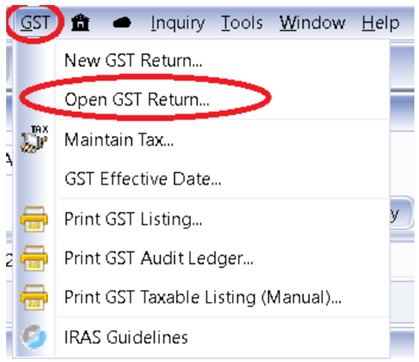 GST Inquiry Tools Window Help
New GST Return...
Open GST Return...
TAX
Maintain Tax...
GST Effective Date...
Print GST Listing...
y
Print GST Audit Ledger...
2
Print GST Taxable Listing (Manual)...
IRAS Guidelines